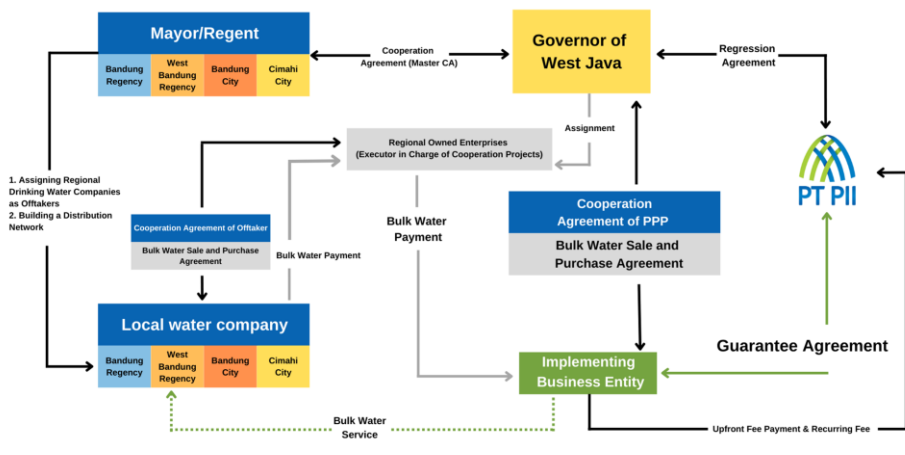 Mayor/Regent
Bandung
Regency
West
Bandung
Regency
Bandung
City
Cimahi
City
Cooperation
Agreement (Master CA)
Governor of
West Java
Regression
Agreement
Assignment
Regional Owned Enterprises
(Executor in Charge of Cooperation Projects)
PT PII
1. Assigning Regional
Drinking Water Companies
as Offtakers
2. Building a Distribution
Network
Cooperation Agreement of Offtaker
Bulk Water Sale and Purchase
Agreement
Bulk Water Payment
Bulk Water
Payment
Cooperation
Agreement of PPP
Bulk Water Sale and
Purchase Agreement
Local water company
Bandung
Regency
West
Bandung
Regency
Bandung
City
Cimahi
City
Implementing
Business Entity
Guarantee Agreement
Bulk Water
Service
Upfront Fee Payment & Recurring Fee